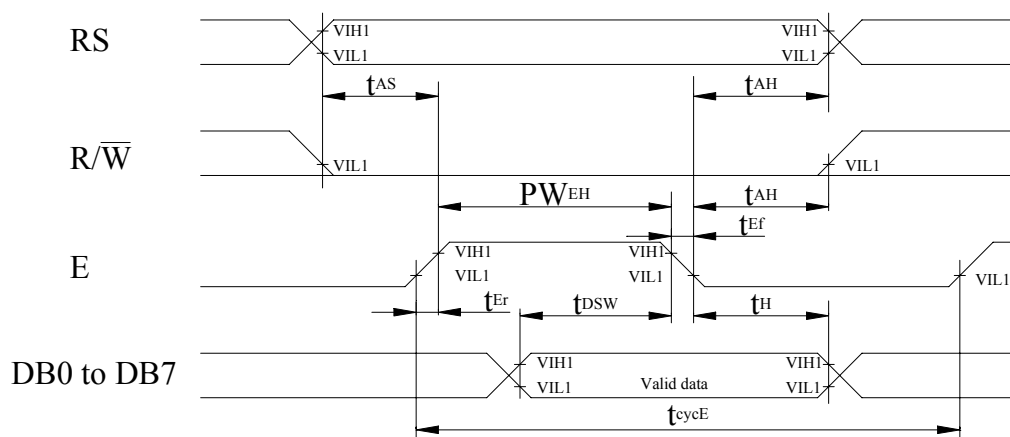 RS
VIH1
VIH1
VIL1
VIL1
tAS
tAH
R/W̅
VIL1
VIL1
PWEH
tAH
tEf
E
VIH1
VIH1
VIL1
VIL1
VIL1
tEr
tDSW
tH
DB0 to DB7
VIH1
VIH1
VIL1
Valid data
VIL1
tcycE